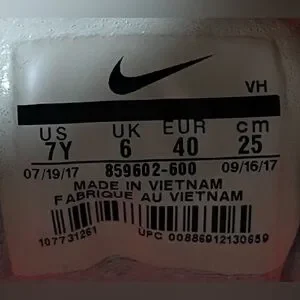 VH
US UK EUR cm
7Y 6 40 25
07/19/17 859602-600 09/16/17
MADE IN VIETNAM
FABRIQUE AU VIETNAM
107731261 UPC 00886912130659